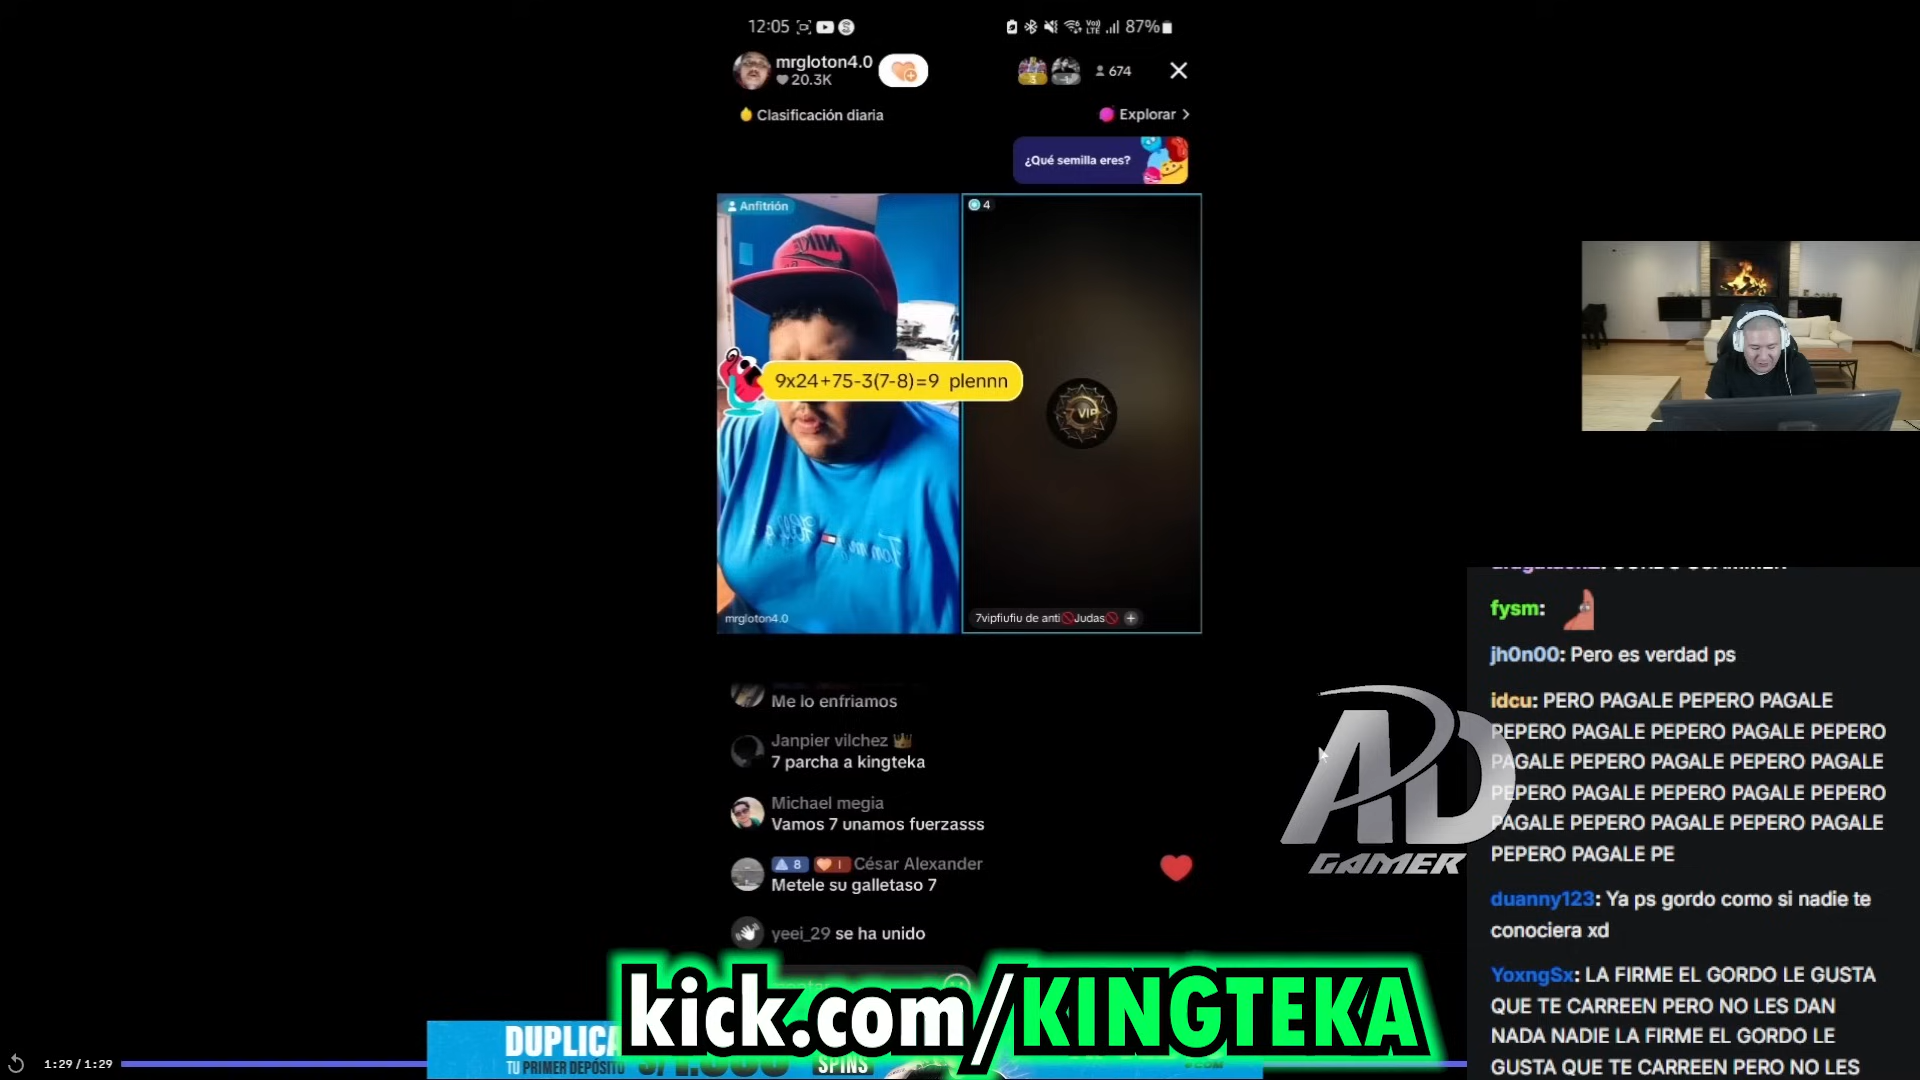 12:05
87%
mrgloton4.0
20.3K
674
Clasificación diaria
Explorar
¿Qué semilla eres?
Anfitrión
4
NIKE
9x24+75-3(7-8)=9 plennn
VIP
Tommy Hilfiger
mrgloton4.0
7vipfiufiu de anti🚫Judas🚫
Me lo enfriamos
Janpier vilchez 👑
7 parcha a kingteka
Michael megia
Vamos 7 unamos fuerzasss
8 1 César Alexander
Metele su galletaso 7
yeei_29 se ha unido
fysm:
jh0n00: Pero es verdad ps
idcu: PERO PAGALE PEPERO PAGALE
PEPERO PAGALE PEPERO PAGALE PEPERO
PAGALE PEPERO PAGALE PEPERO PAGALE
PEPERO PAGALE PEPERO PAGALE PEPERO
PAGALE PEPERO PAGALE PEPERO PAGALE
PEPERO PAGALE PE
duanny123: Ya ps gordo como si nadie te
conociera xd
YoxngSx: LA FIRME EL GORDO LE GUSTA
QUE TE CARREEN PERO NO LES DAN
NADA NADIE LA FIRME EL GORDO LE
GUSTA QUE TE CARREEN PERO NO LES
AD
GAMER
kick.com/KINGTEKA
DUPLICA
TU PRIMER DEPÓSITO
SPINS
1:29 / 1:29